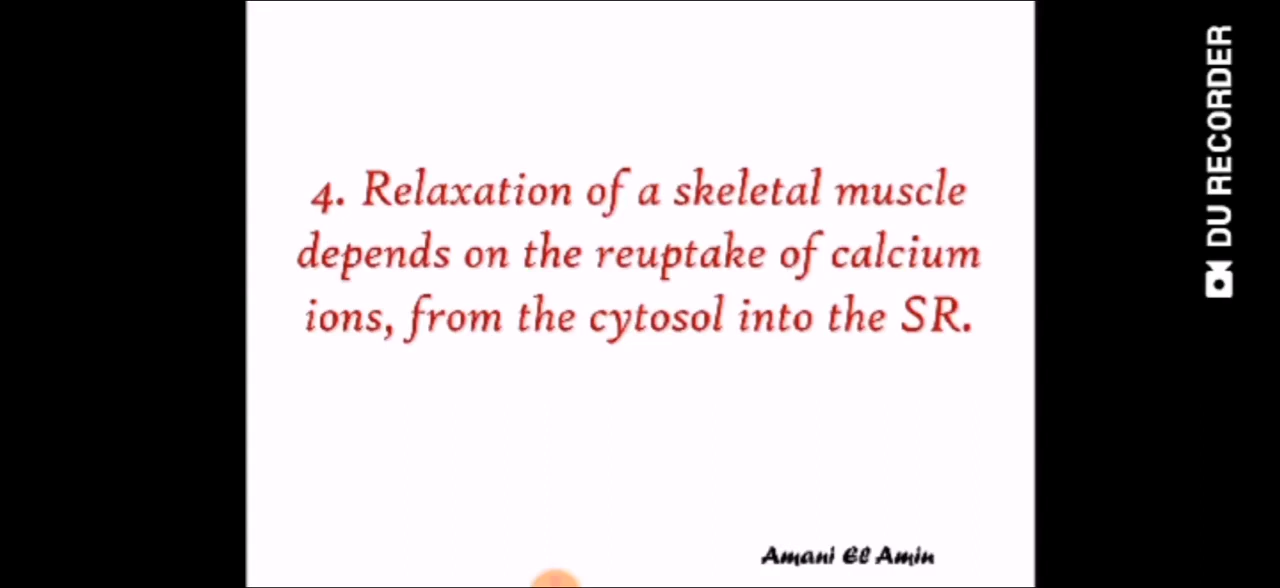 4. Relaxation of a skeletal muscle
depends on the reuptake of calcium
ions, from the cytosol into the SR.
Amani El Amin
DU RECORDER